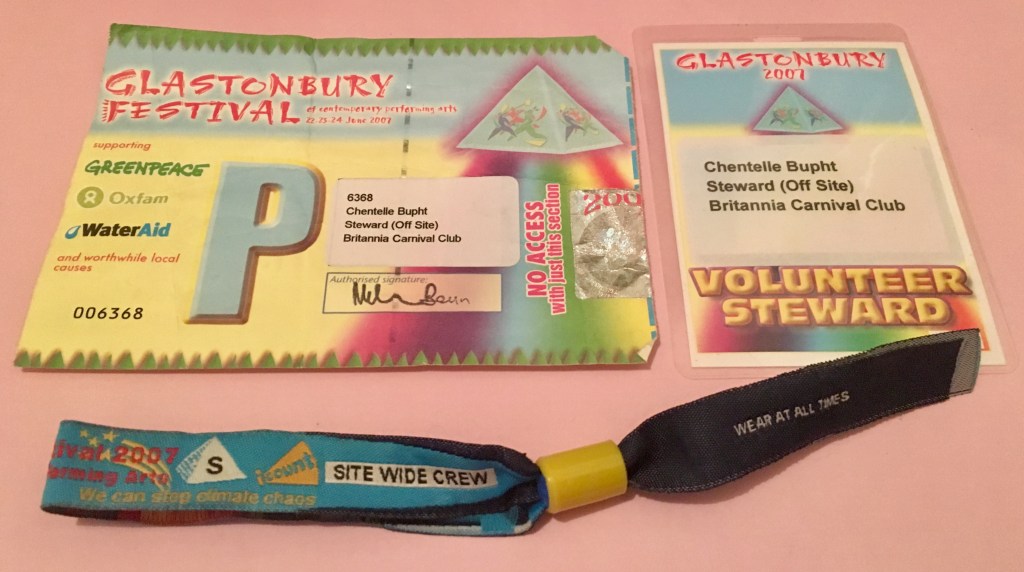 GLASTONBURY
FESTIVAL of contemporary performing arts
22.23.24 June 2007
supporting
GREENPEACE
Oxfam
WaterAid
and worthwhile local
causes
006368
P
6368
Chentelle Bupht
Steward (Off Site)
Britannia Carnival Club
Authorised signature:
NO ACCESS
with just this section
200
GLASTONBURY
2007
Chentelle Bupht
Steward (Off Site)
Britannia Carnival Club
VOLUNTEER
STEWARD
ival 2007
orming Arts
We can stop climate chaos
S
icount
SITE WIDE CREW
WEAR AT ALL TIMES